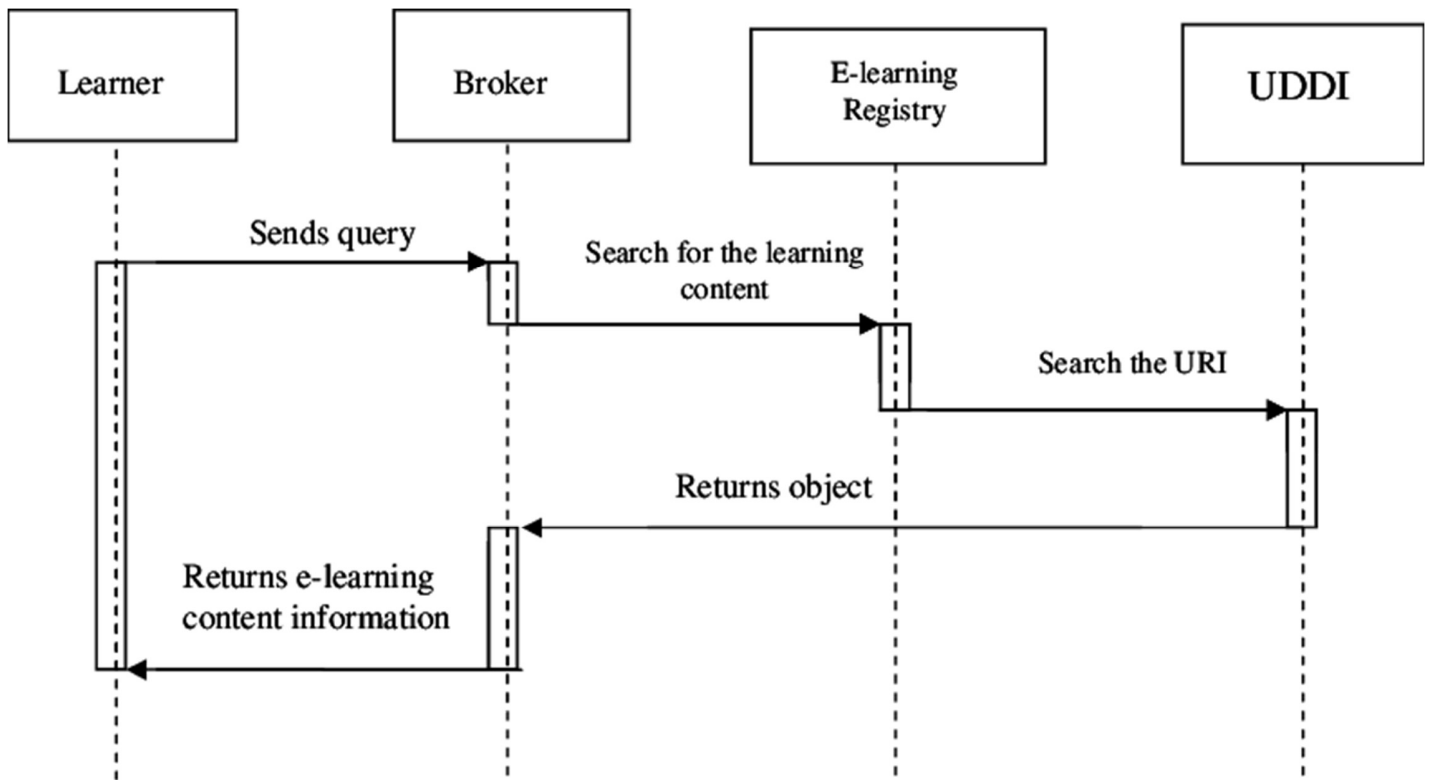 Learner
Broker
E-learning
Registry
UDDI
Sends query
Search for the learning
content
Search the URI
Returns object
Returns e-learning
content information